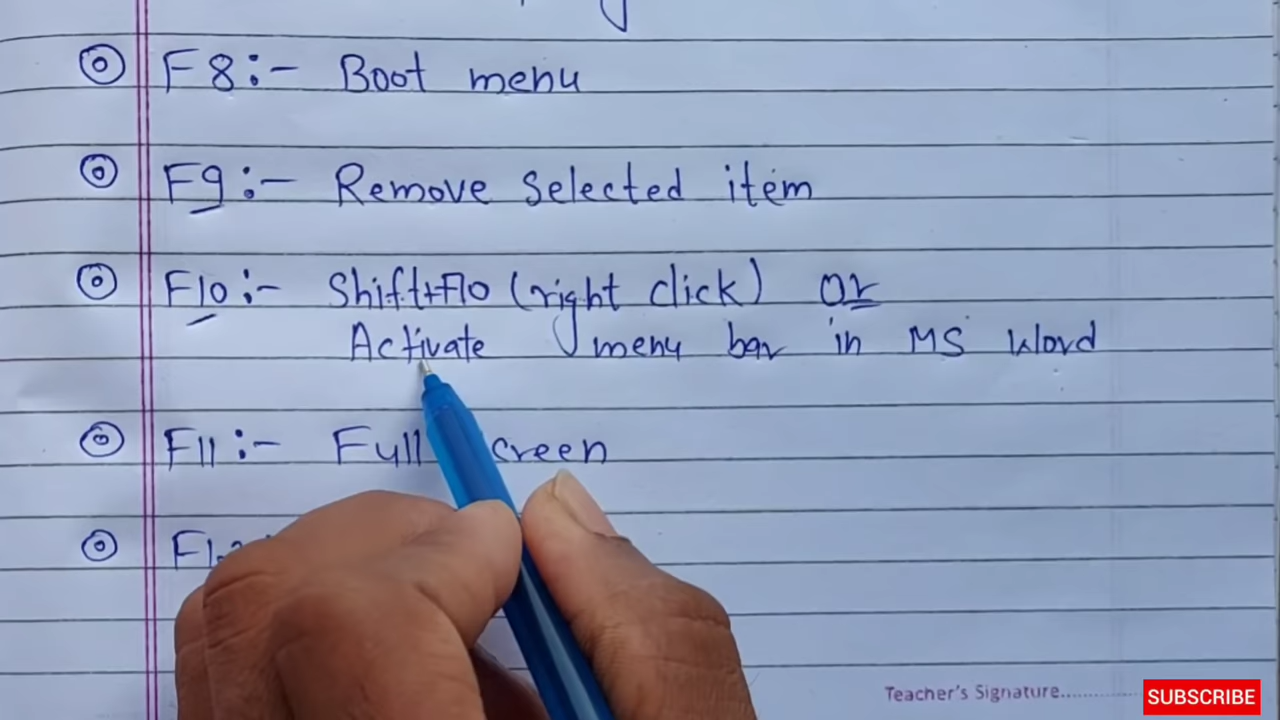 F8:- Boot menu
F9:- Remove Selected item
F10:- Shift+F10 (right click) Or
Activate menu bar in MS Word
F11:- Full creen
Teacher's Signature..............
SUBSCRIBE